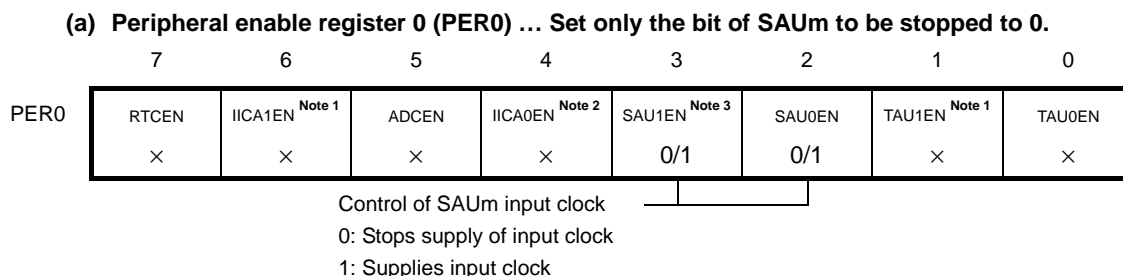 (a) Peripheral enable register 0 (PER0) … Set only the bit of SAUm to be stopped to 0.
7 6 5 4 3 2 1 0
PER0 RTCEN IICA1EN Note 1 ADCEN IICA0EN Note 2 SAU1EN Note 3 SAU0EN TAU1EN Note 1 TAU0EN
× × × × 0/1 0/1 × ×
Control of SAUm input clock
0: Stops supply of input clock
1: Supplies input clock